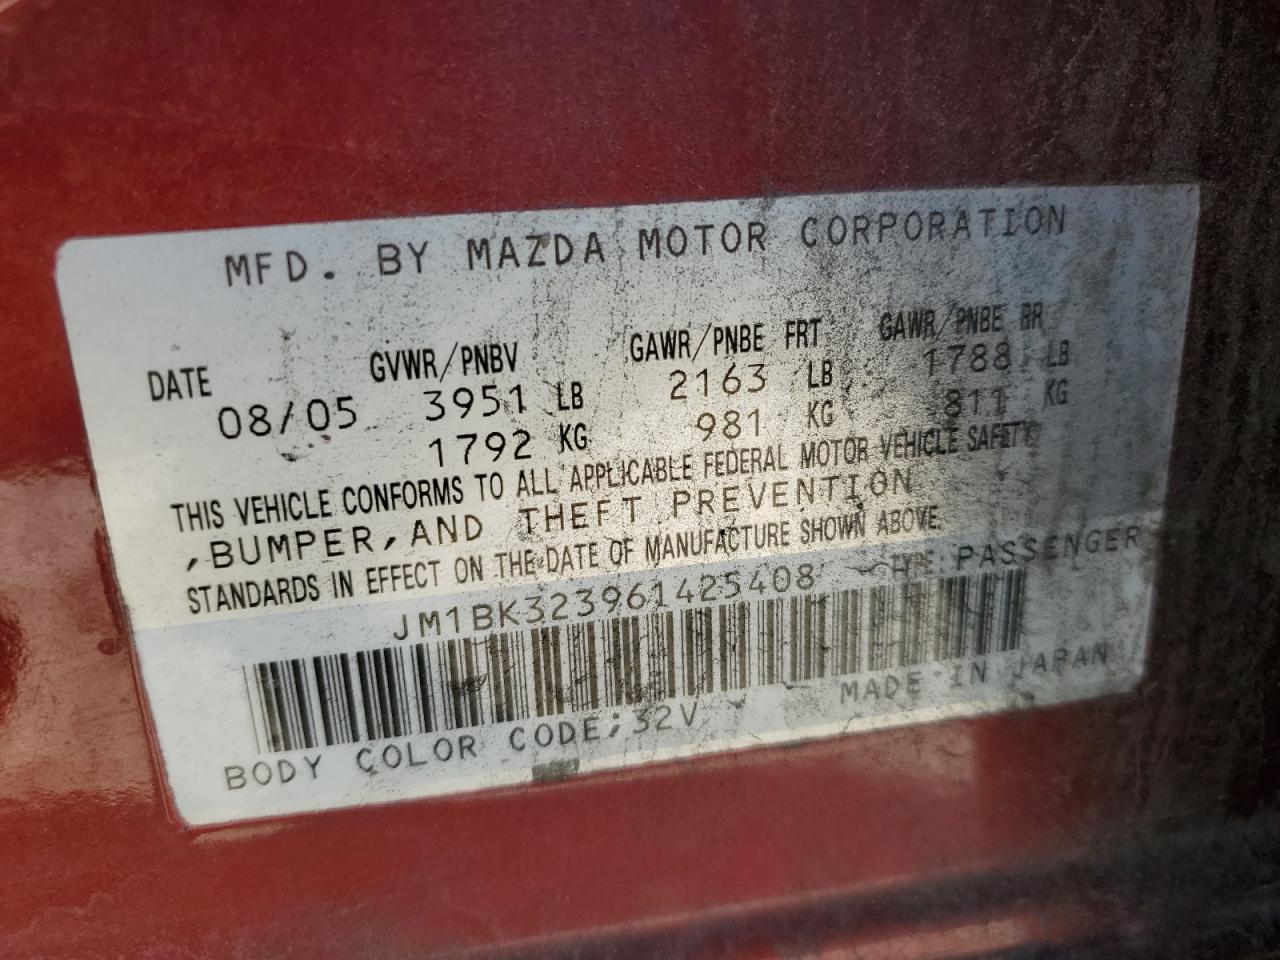 MFD. BY MAZDA MOTOR CORPORATION
DATE GVWR/PNBV GAWR/PNBE FRT GAWR/PNBE RR
08/05 3951 LB 2163 LB 1788 LB
1792 KG 981 KG 811 KG
THIS VEHICLE CONFORMS TO ALL APPLICABLE FEDERAL MOTOR VEHICLE SAFETY
,BUMPER,AND THEFT PREVENTION
STANDARDS IN EFFECT ON THE DATE OF MANUFACTURE SHOWN ABOVE.
JM1BK323961425408 TYPE:PASSENGER
BODY COLOR CODE;32V MADE IN JAPAN